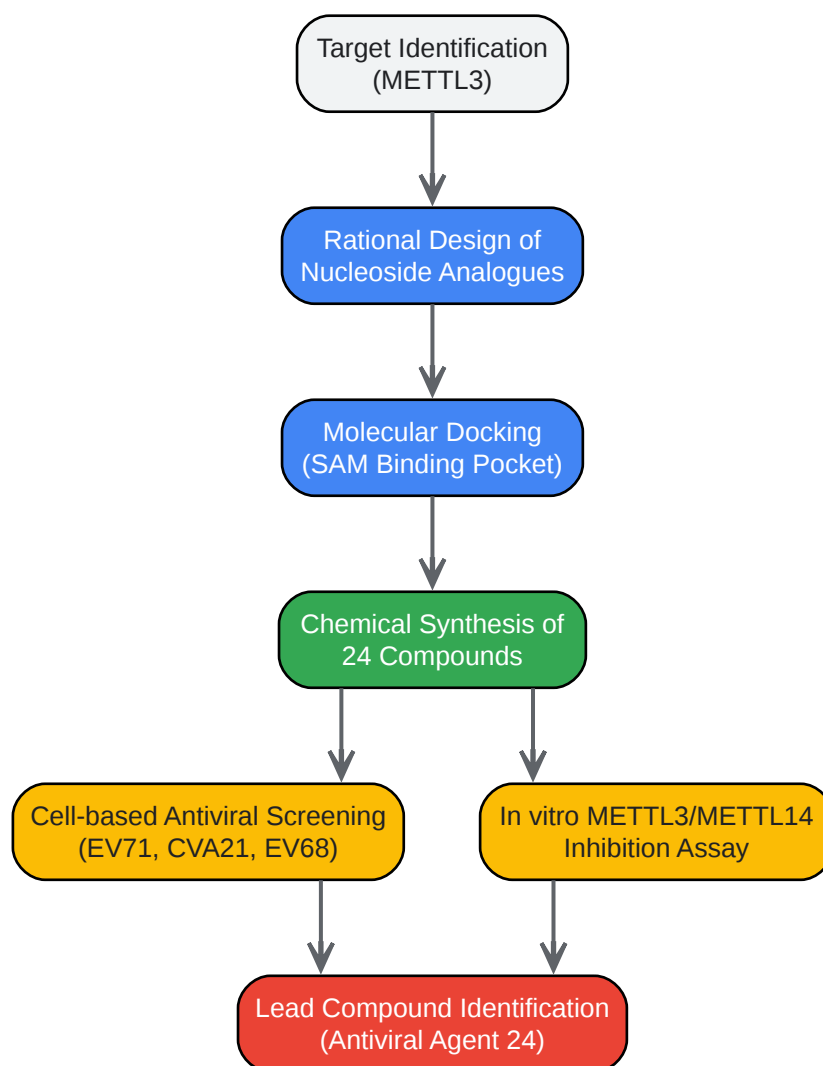 Target Identification
(METTL3)
Rational Design of
Nucleoside Analogues
Molecular Docking
(SAM Binding Pocket)
Chemical Synthesis of
24 Compounds
Cell-based Antiviral Screening
(EV71, CVA21, EV68)
In vitro METTL3/METTL14
Inhibition Assay
Lead Compound Identification
(Antiviral Agent 24)